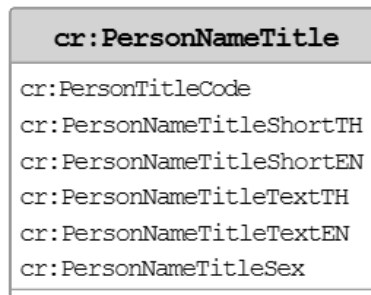 cr:PersonNameTitle
cr:PersonTitleCode
cr:PersonNameTitleShortTH
cr:PersonNameTitleShortEN
cr:PersonNameTitleTextTH
cr:PersonNameTitleTextEN
cr:PersonNameTitleSex